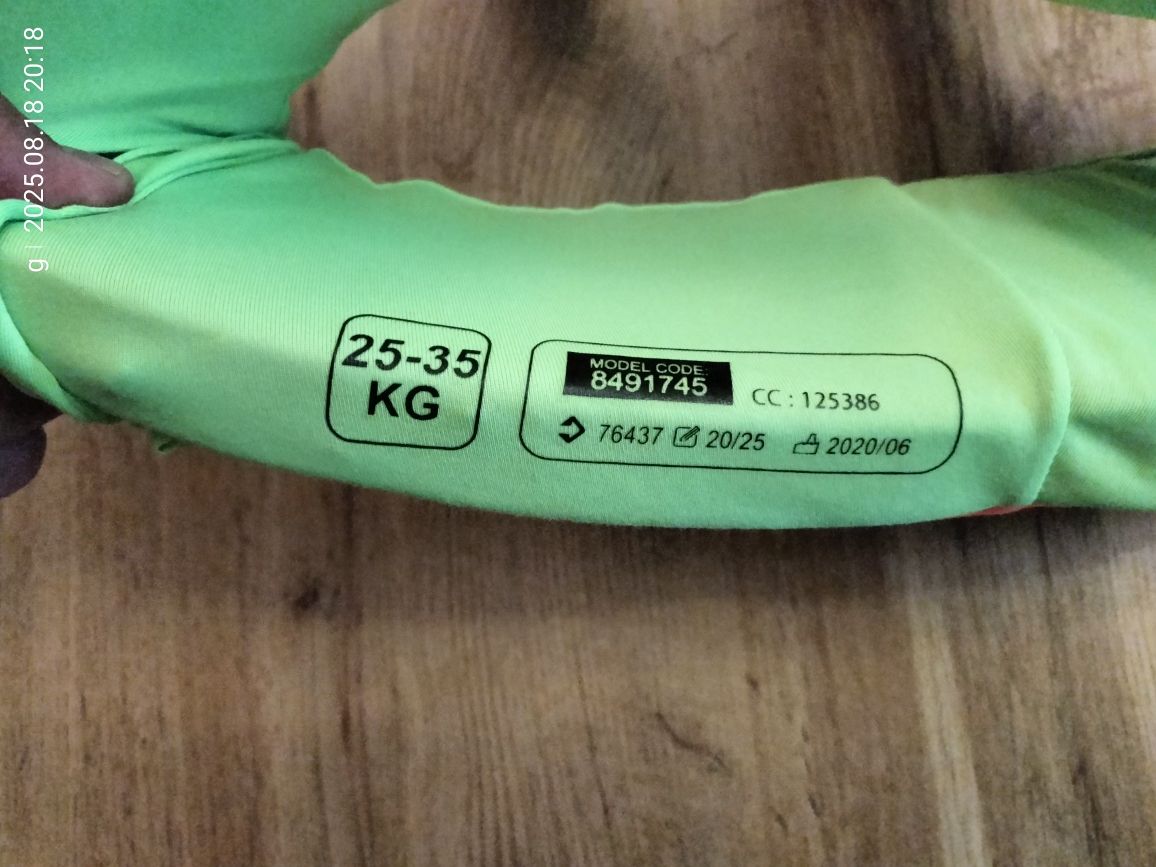 g | 2025.08.18 20:18
25-35
KG
MODEL CODE:
8491745
CC : 125386
76437 20/25 2020/06